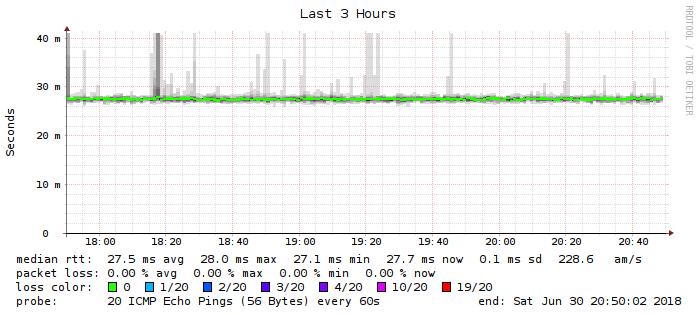 Last 3 Hours
RRDTOOL / TOBI OETIKER
Seconds
40 m
30 m
20 m
10 m
0
18:00 18:20 18:40 19:00 19:20 19:40 20:00 20:20 20:40
median rtt: 27.5 ms avg 28.0 ms max 27.1 ms min 27.7 ms now 0.1 ms sd 228.6 am/s
packet loss: 0.00 % avg 0.00 % max 0.00 % min 0.00 % now
loss color: 0 1/20 2/20 3/20 4/20 10/20 19/20
probe: 20 ICMP Echo Pings (56 Bytes) every 60s end: Sat Jun 30 20:50:02 2018